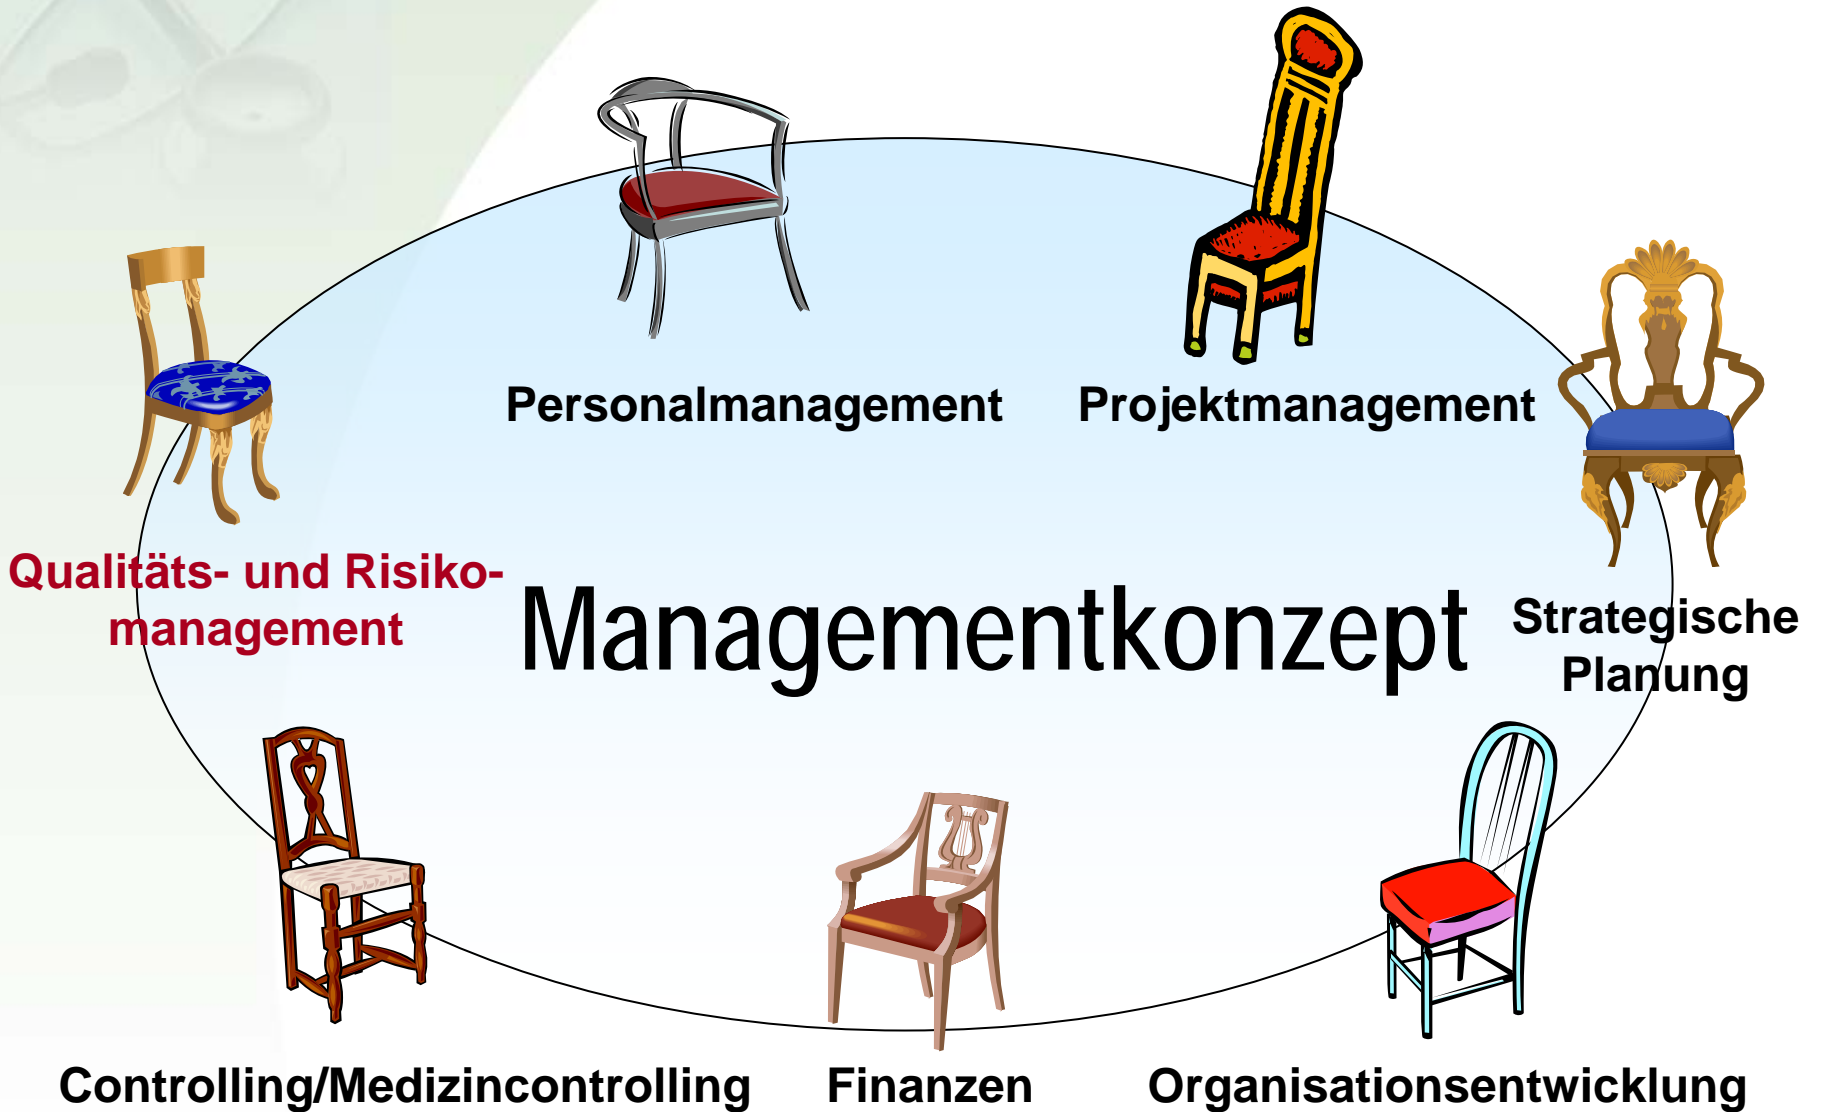 Personalmanagement
Projektmanagement
Qualitäts- und Risiko-
management
Managementkonzept
Strategische
Planung
Controlling/Medizincontrolling
Finanzen
Organisationsentwicklung